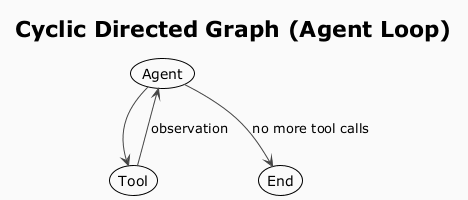 Cyclic Directed Graph (Agent Loop)
Agent
observation
no more tool calls
Tool
End